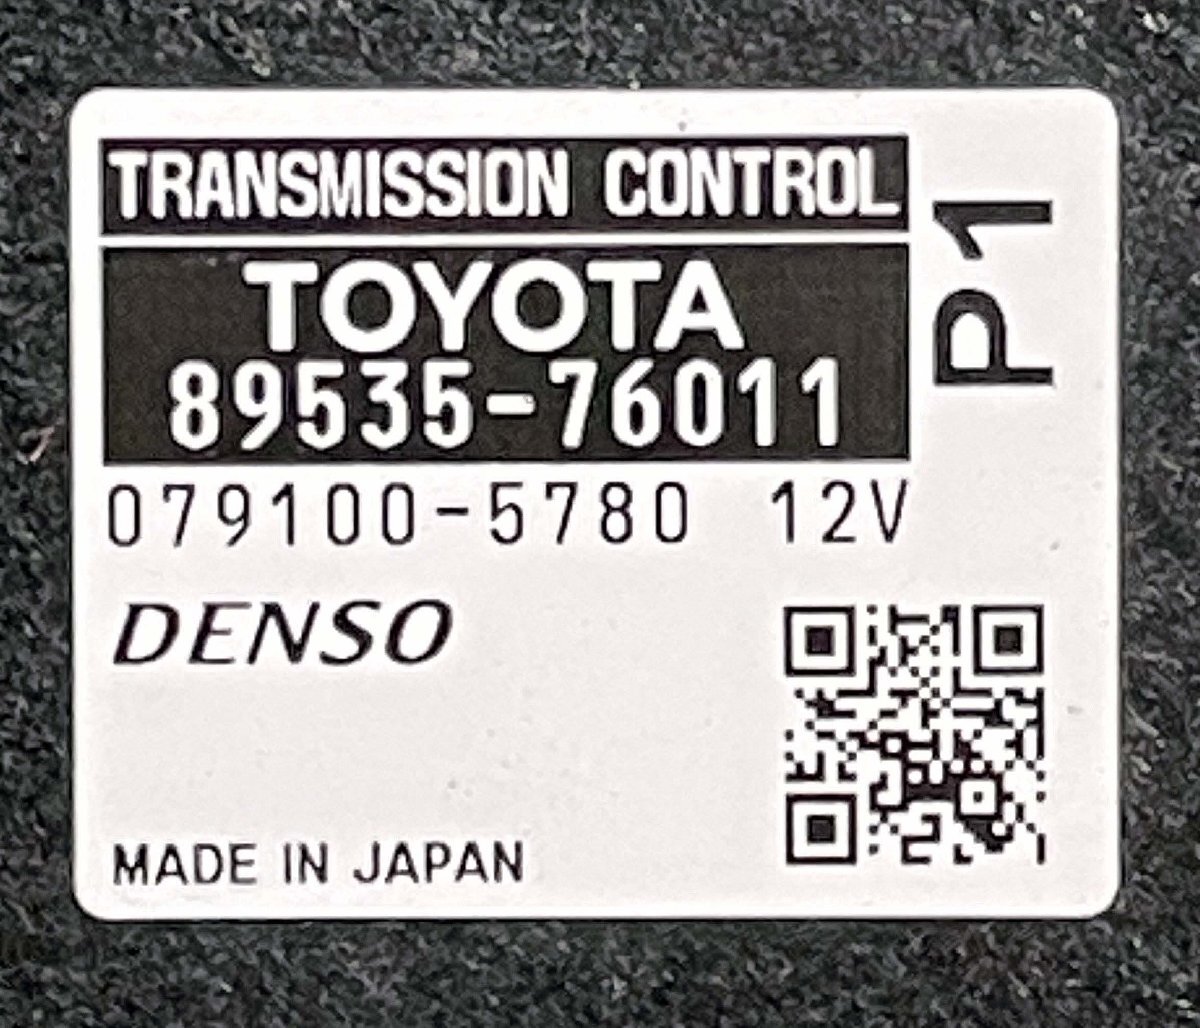 TRANSMISSION CONTROL
TOYOTA
89535-76011
P1
079100-5780 12V
DENSO
MADE IN JAPAN